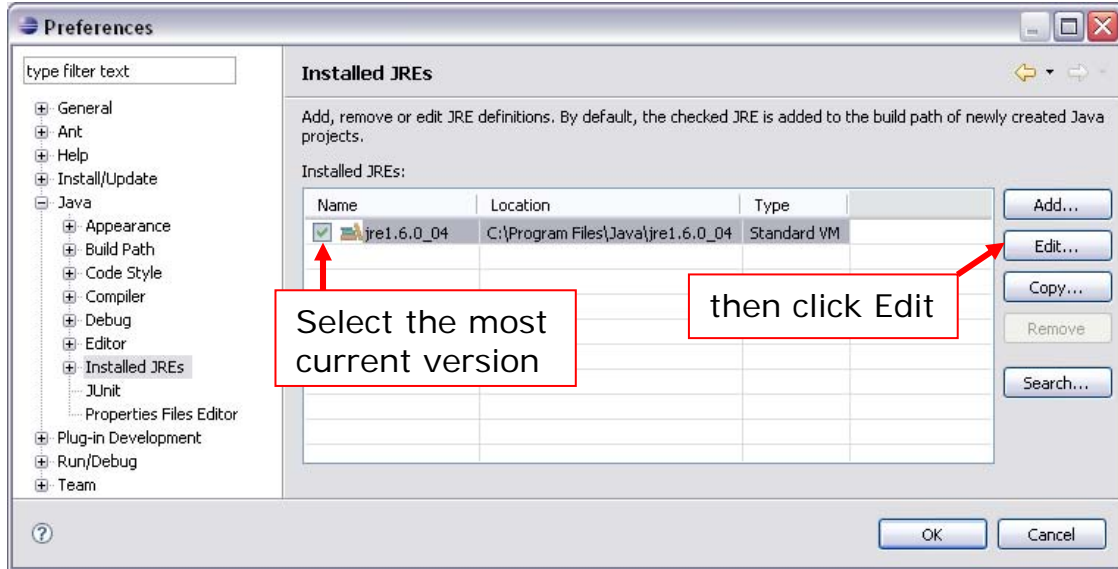 Preferences
type filter text
General
Ant
Help
Install/Update
Java
Appearance
Build Path
Code Style
Compiler
Debug
Editor
Installed JREs
JUnit
Properties Files Editor
Plug-in Development
Run/Debug
Team
Installed JREs
Add, remove or edit JRE definitions. By default, the checked JRE is added to the build path of newly created Java
projects.
Installed JREs:
Name Location Type
jre1.6.0_04 C:\Program Files\Java\jre1.6.0_04 Standard VM
Select the most
current version
then click Edit
Add...
Edit...
Copy...
Remove
Search...
OK Cancel